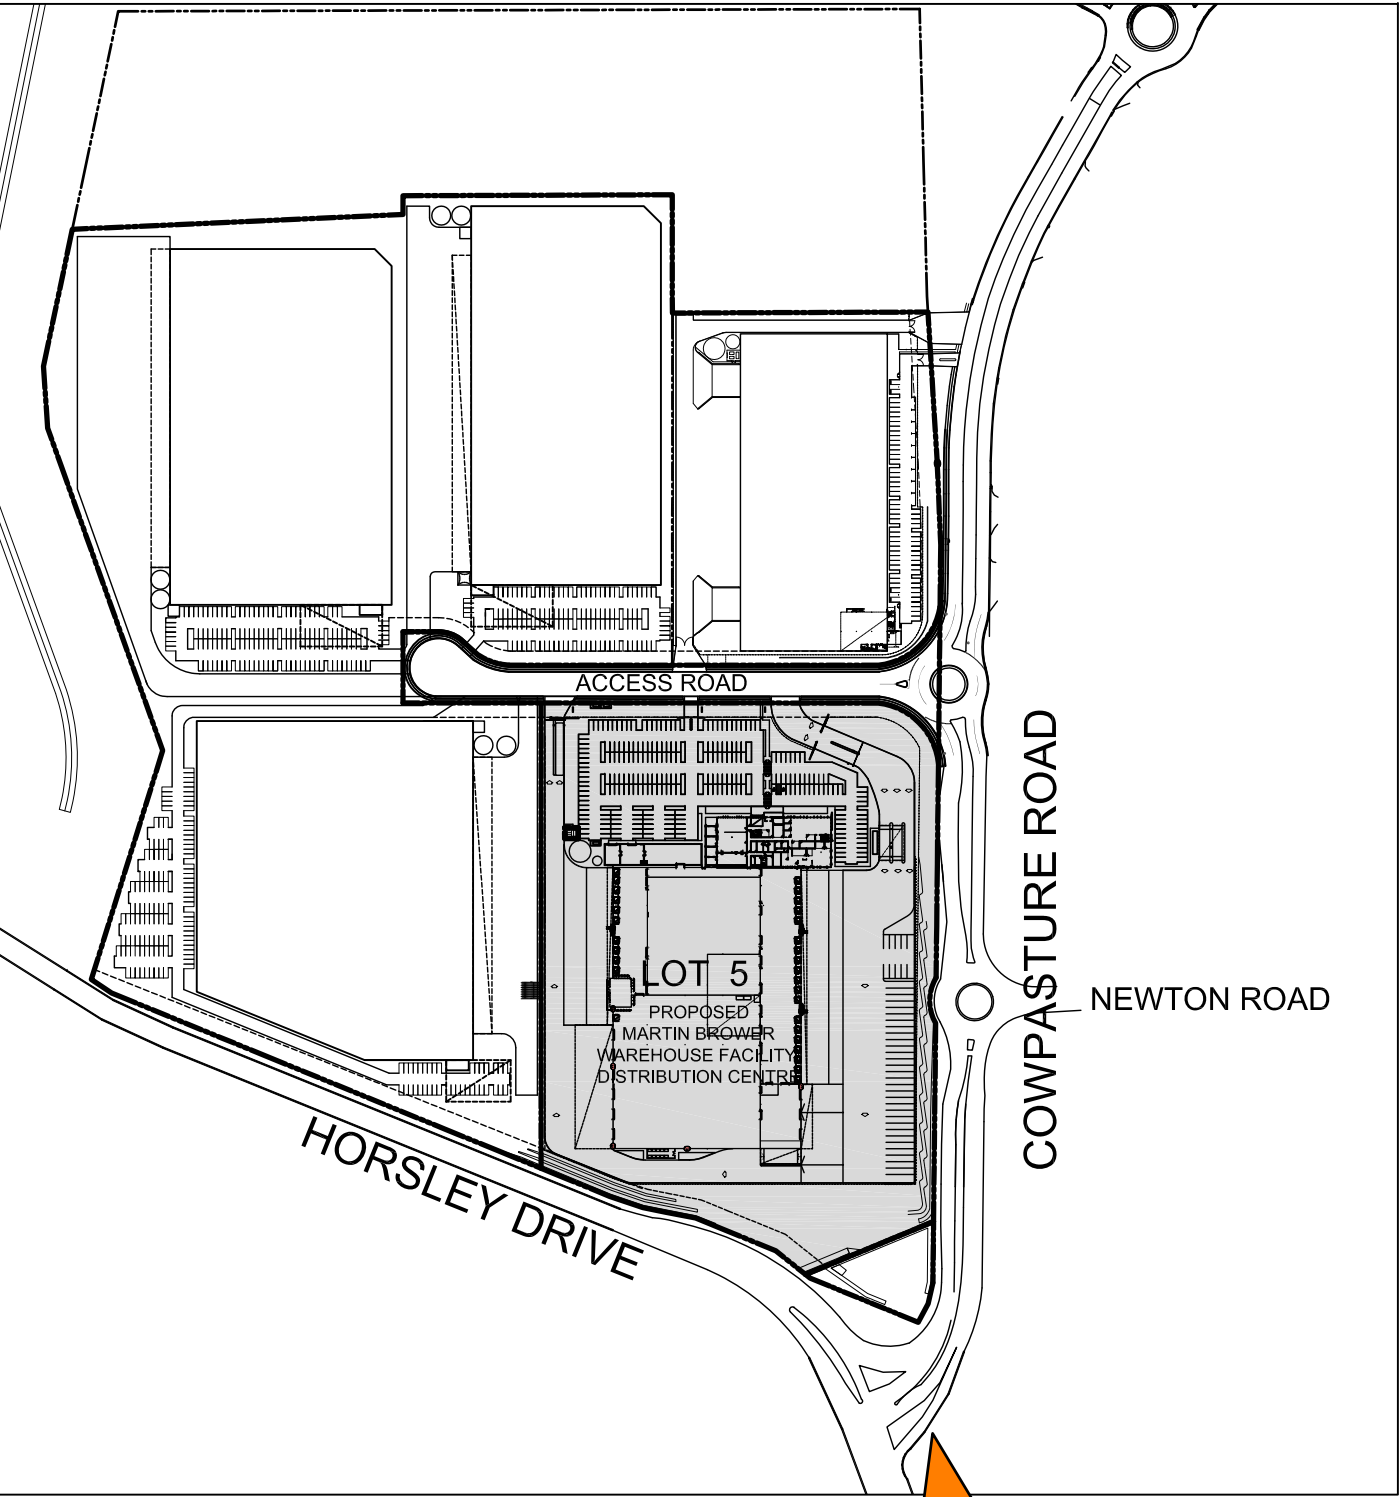 ACCESS ROAD
COWPASTURE ROAD
NEWTON ROAD
LOT 5
PROPOSED
MARTIN BROWER
WAREHOUSE FACILITY
DISTRIBUTION CENTRE
HORSLEY DRIVE